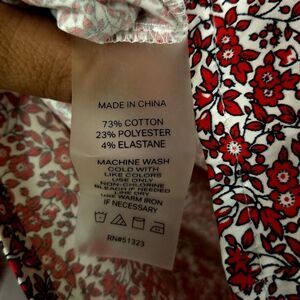 MADE IN CHINA
73% COTTON
23% POLYESTER
4% ELASTANE
MACHINE WASH
COLD WITH
LIKE COLORS
USE ONLY
NON-CHLORINE
BLEACH IF NEEDED
LINE DRY
USE WARM IRON
IF NECESSARY
RN#51323